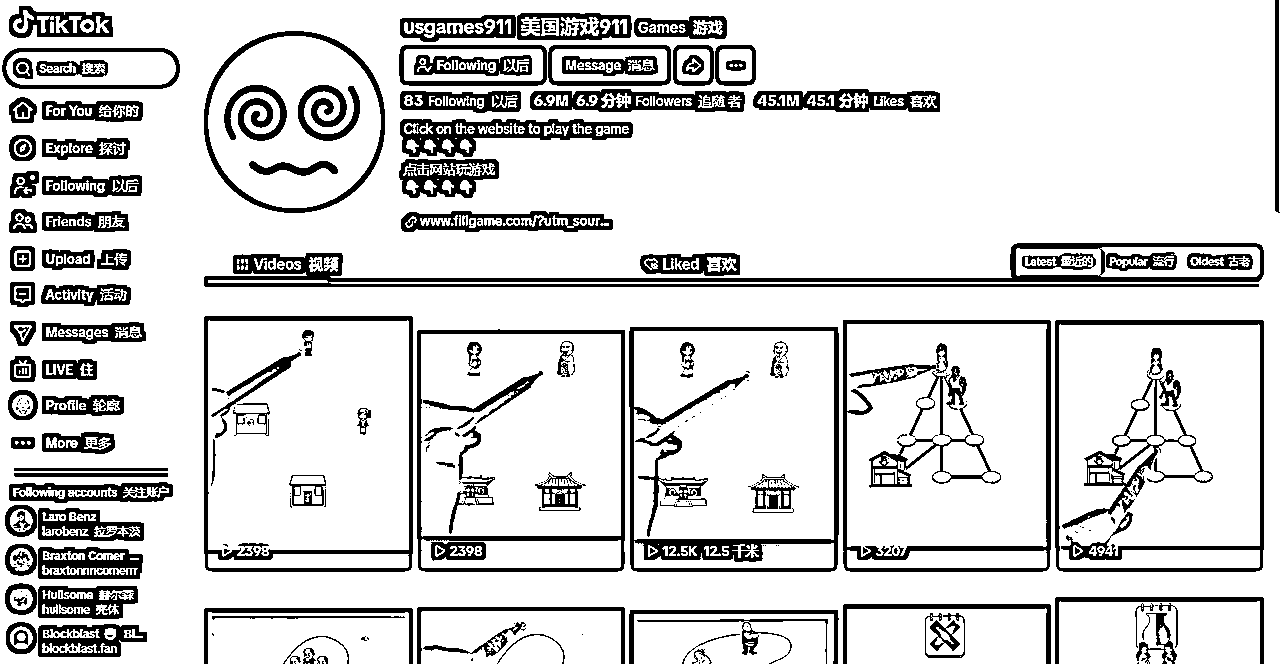 TikTok
Search 搜索
For You 给你的
Explore 探讨
Following 以后
Friends 朋友
Upload 上传
Activity 活动
Messages 消息
LIVE 住
Profile 轮廓
More 更多
Following accounts 关注账户
Laro Benz
larobenz 拉罗本茨
Braxton Comer ...
braxtonnncomerrr
Hullsome 赫尔森
hullsome 壳体
Blockblast BL...
blockblast.fan
usgames911 美国游戏911 Games 游戏
Following 以后 Message 消息
83 Following 以后 6.9M 6.9 分钟 Followers 追随者 45.1M 45.1 分钟 Likes 喜欢
Click on the website to play the game
点击网站玩游戏
www.fiiigame.com/?utm_sour...
Videos 视频 Liked 喜欢
Latest 最近的 Popular 流行 Oldest 古老
2398 2398 12.5K 12.5 千米 3207 4941